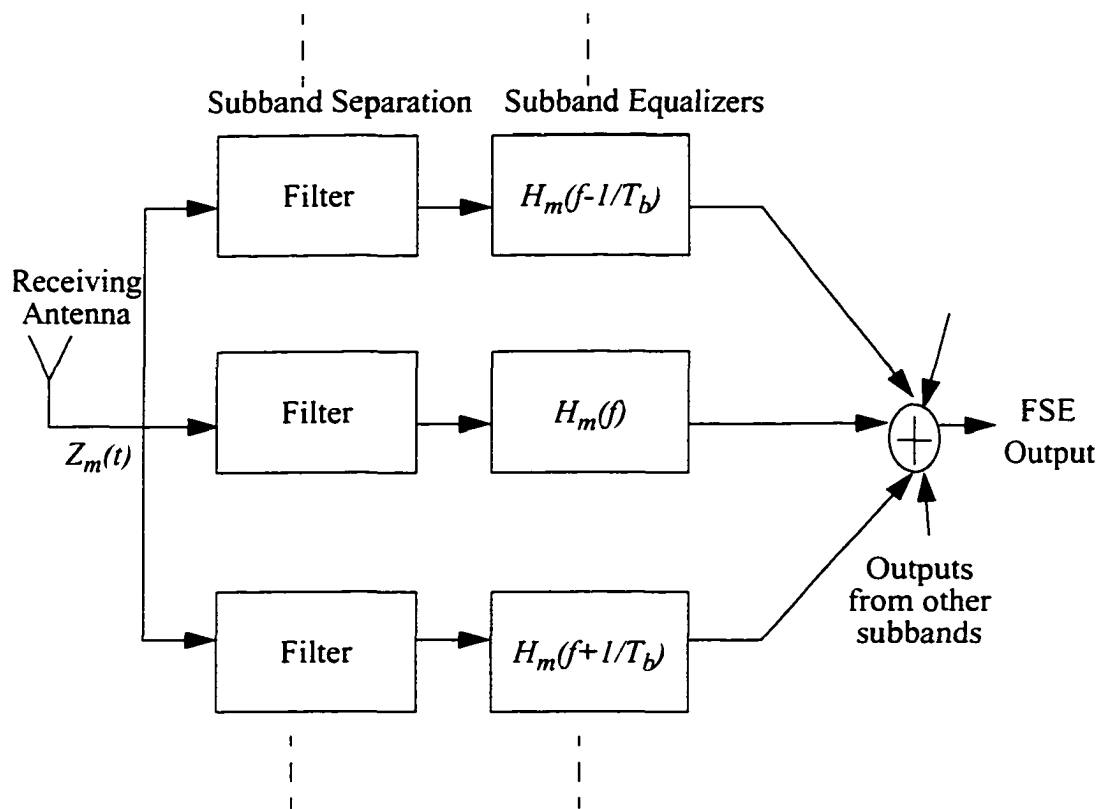 Subband Separation
Subband Equalizers
Filter
H_m(f-1/T_b)
Receiving
Antenna
Filter
H_m(f)
FSE
Output
Z_m(t)
Outputs
from other
subbands
Filter
H_m(f+1/T_b)